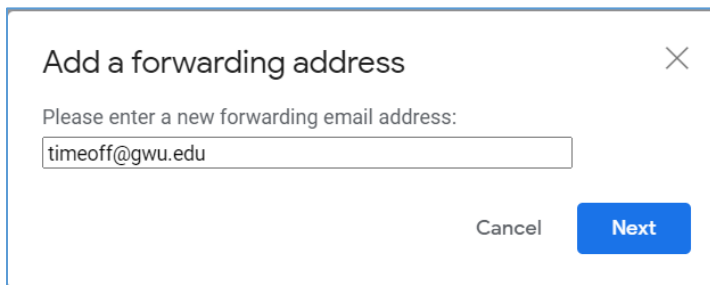 Add a forwarding address
Please enter a new forwarding email address:
timeoff@gwu.edu
Cancel
Next